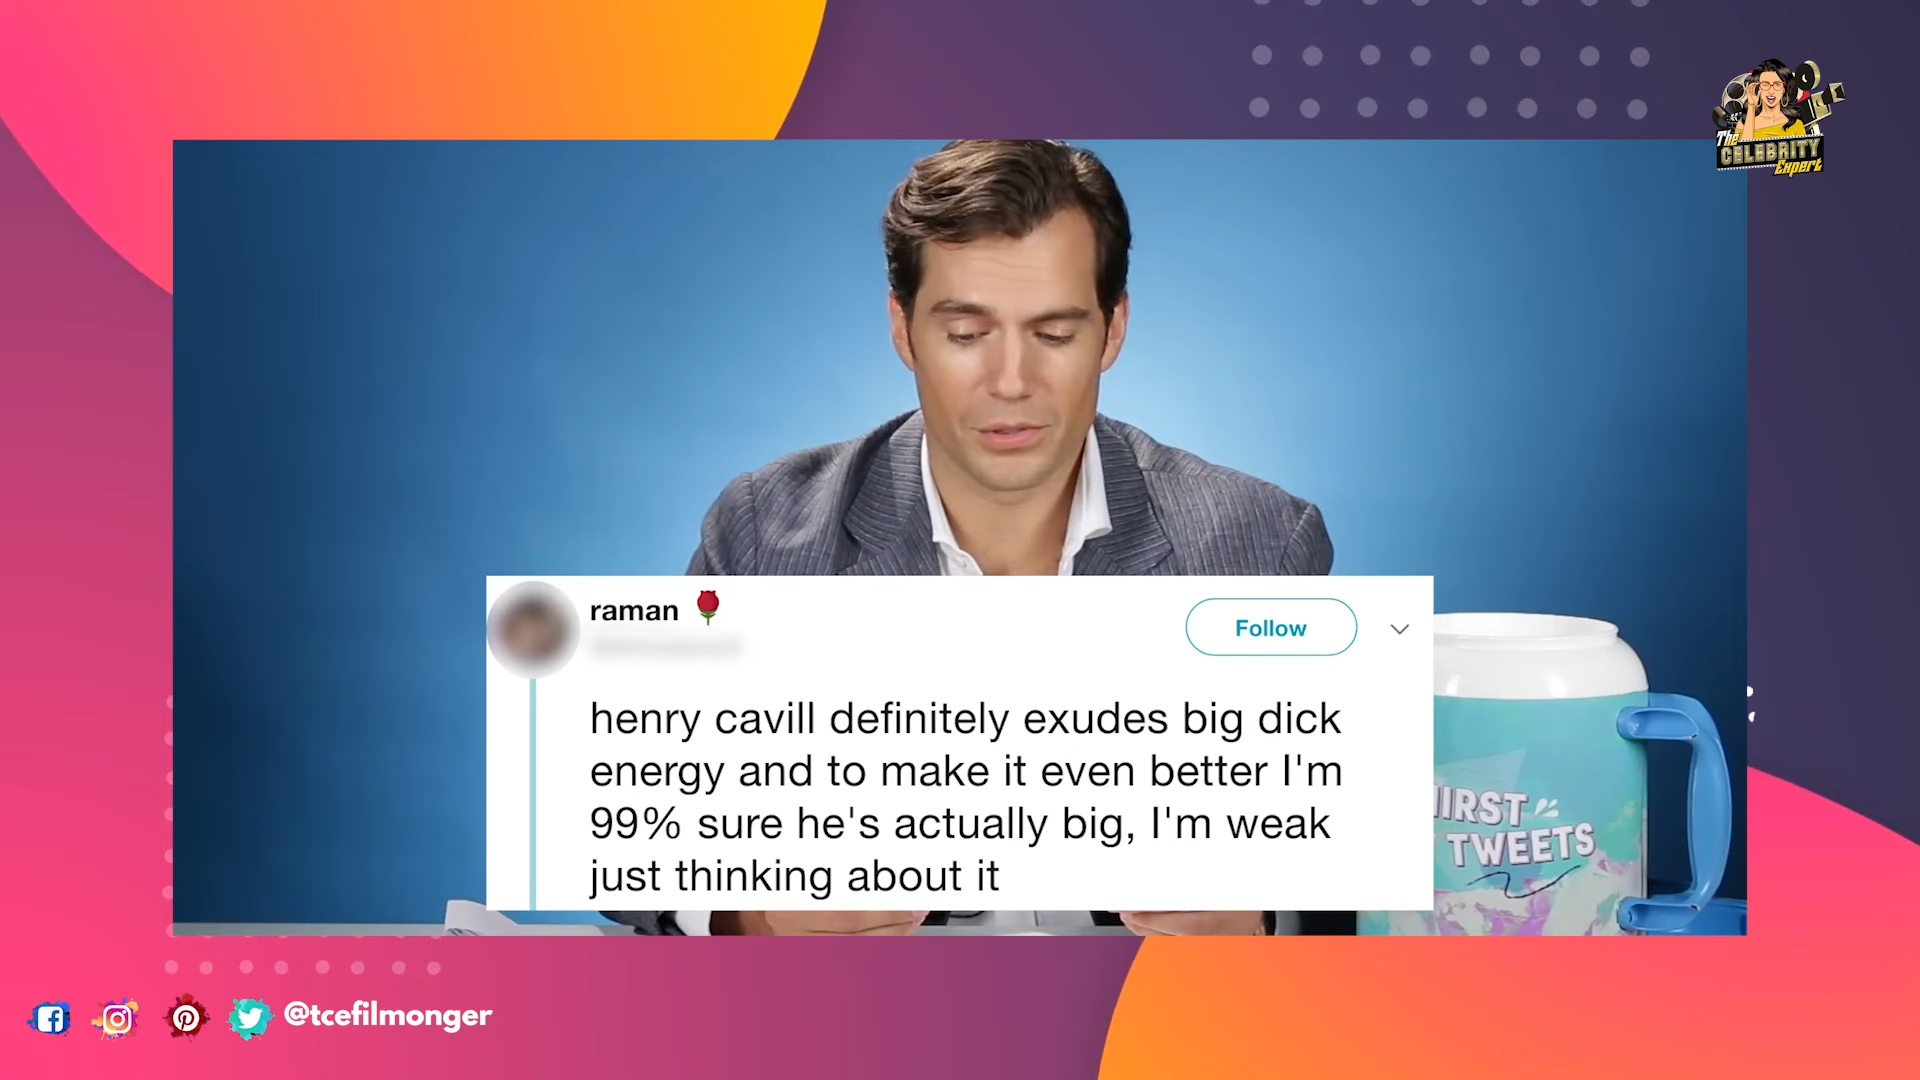 The
CELEBRITY
Expert
raman
Follow
henry cavill definitely exudes big dick
energy and to make it even better I'm
99% sure he's actually big, I'm weak
just thinking about it
TWEETS
@tcefilmonger